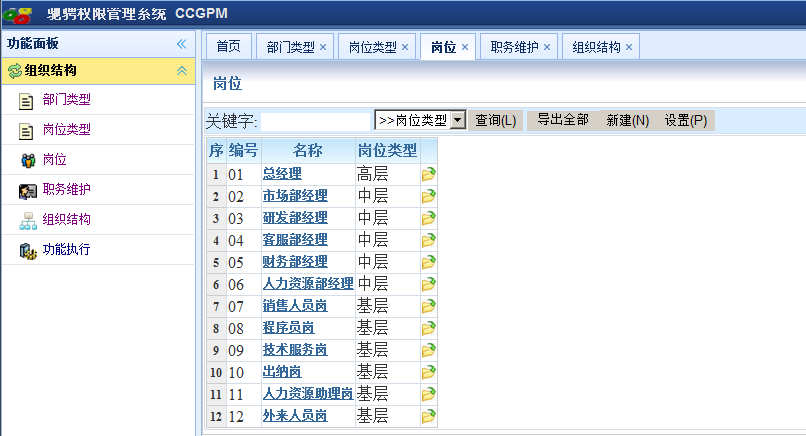 驰骋权限管理系统 CCGPM
功能面板
组织结构
部门类型
岗位类型
岗位
职务维护
组织结构
功能执行
首页 部门类型 岗位类型 岗位 职务维护 组织结构
岗位
关键字: >>岗位类型 查询(L) 导出全部 新建(N) 设置(P)
序 编号 名称 岗位类型
1 01 总经理 高层
2 02 市场部经理 中层
3 03 研发部经理 中层
4 04 客服部经理 中层
5 05 财务部经理 中层
6 06 人力资源部经理 中层
7 07 销售人员岗 基层
8 08 程序员岗 基层
9 09 技术服务岗 基层
10 10 出纳岗 基层
11 11 人力资源助理岗 基层
12 12 外来人员岗 基层